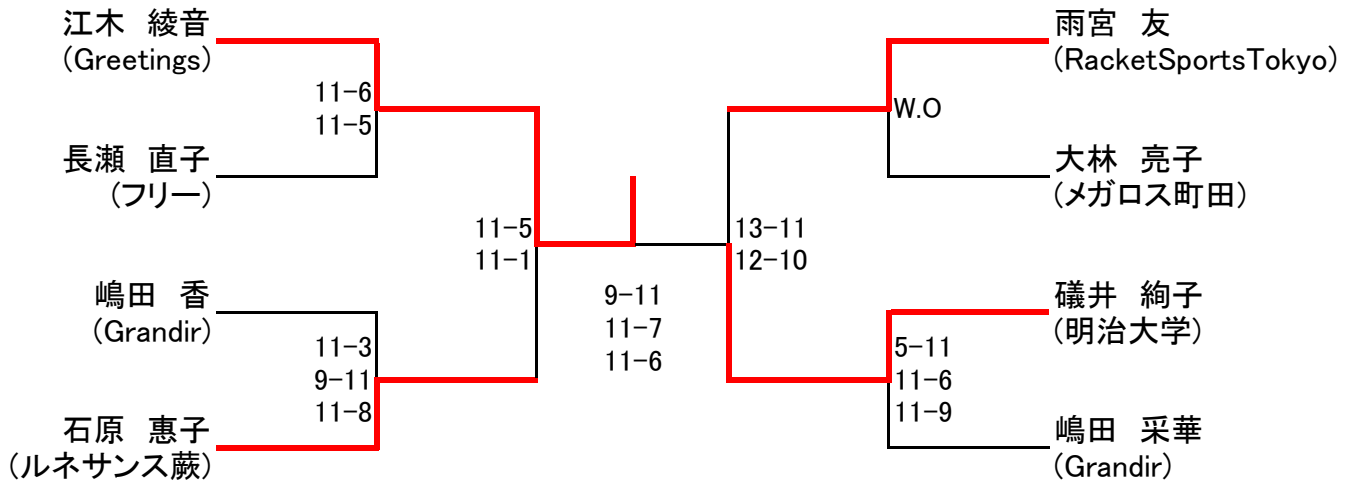 江木　綾音
(Greetings)
11-6
11-5
長瀬　直子
(フリー)
11-5
11-1
嶋田　香
(Grandir)
11-3
9-11
11-8
石原　惠子
(ルネサンス蕨)
9-11
11-7
11-6
雨宮　友
(RacketSportsTokyo)
W.O
大林　亮子
(メガロス町田)
13-11
12-10
礒井　絢子
(明治大学)
5-11
11-6
11-9
嶋田　采華
(Grandir)